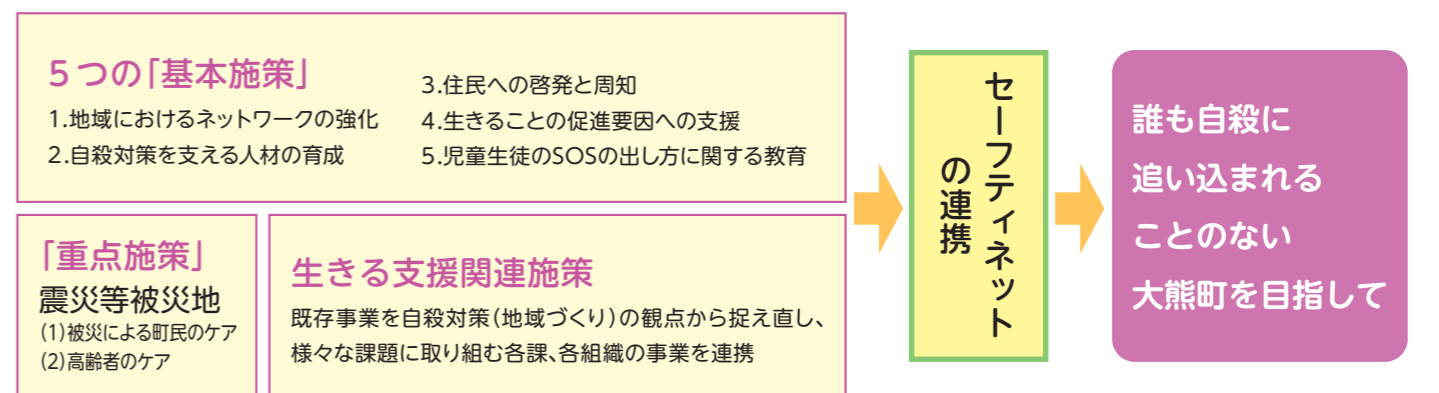 5つの「基本施策」
1.地域におけるネットワークの強化
2.自殺対策を支える人材の育成
3.住民への啓発と周知
4.生きることの促進要因への支援
5.児童生徒のSOSの出し方に関する教育
「重点施策」
震災等被災地
(1)被災による町民のケア
(2)高齢者のケア
生きる支援関連施策
既存事業を自殺対策(地域づくり)の観点から捉え直し、
様々な課題に取り組む各課、各組織の事業を連携
セーフティネット
の連携
誰も自殺に
追い込まれる
ことのない
大熊町を目指して